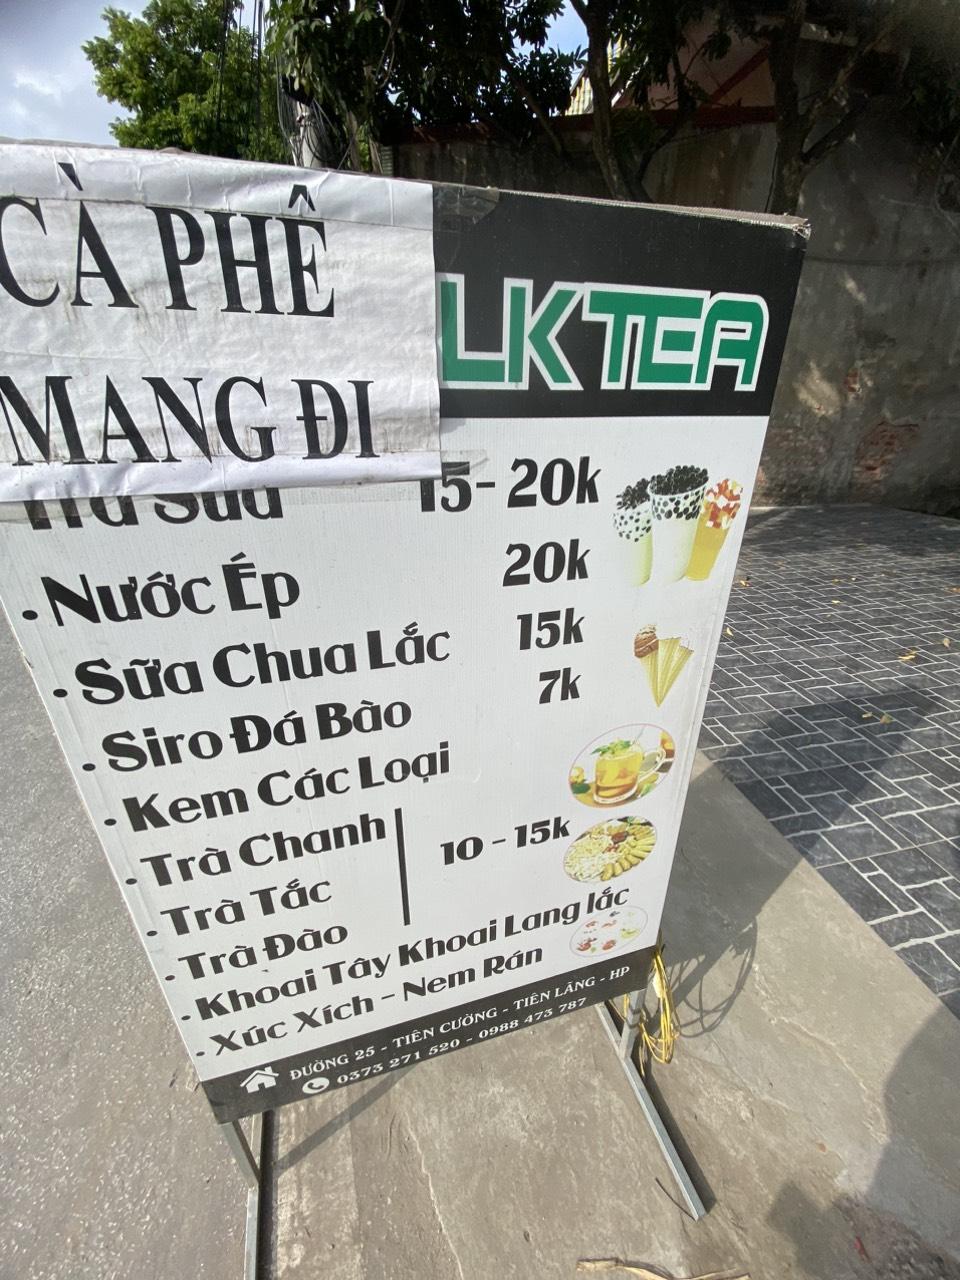 CÀ PHÊ
MANG ĐI
LKTEA
Trà Sữa 15-20k
. Nước Ép 20k
. Sữa Chua Lắc 15k
. Siro Đá Bào 7k
. Kem Các Loại
. Trà Chanh
. Trà Tắc 10 - 15k
. Trà Đào
. Khoai Tây Khoai Lang lắc
. Xúc Xích - Nem Rán
ĐƯỜNG 25 - TIÊN CƯỜNG - TIÊN LÃNG - HP
0373 271 520 - 0988 473 787